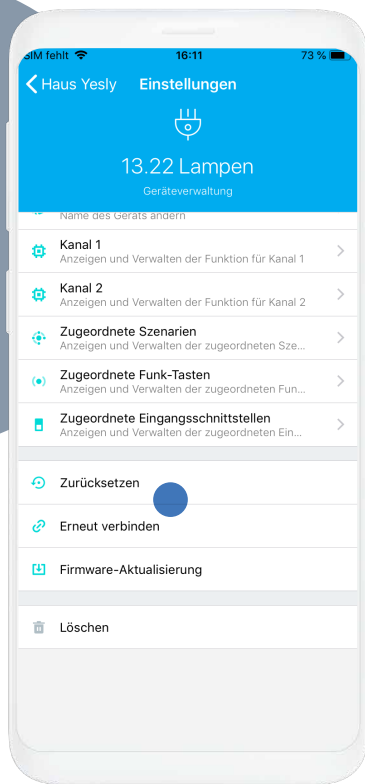 SIM fehlt 16:11 73 %
Haus Yesly Einstellungen
13.22 Lampen
Geräteverwaltung
Name des Geräts ändern
Kanal 1
Anzeigen und Verwalten der Funktion für Kanal 1
Kanal 2
Anzeigen und Verwalten der Funktion für Kanal 2
Zugeordnete Szenarien
Anzeigen und Verwalten der zugeordneten Sze...
Zugeordnete Funk-Tasten
Anzeigen und Verwalten der zugeordneten Fun...
Zugeordnete Eingangsschnittstellen
Anzeigen und Verwalten der zugeordneten Ein...
Zurücksetzen
Erneut verbinden
Firmware-Aktualisierung
Löschen